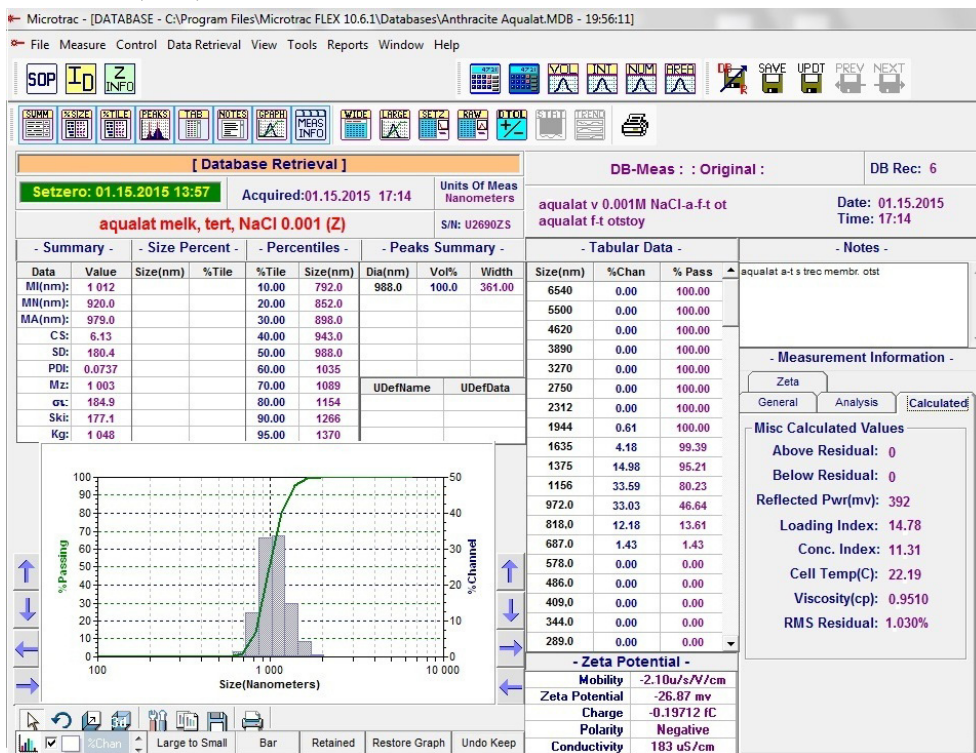 Microtrac - [DATABASE - C:\Program Files\Microtrac FLEX 10.6.1\Databases\Anthracite Aqualat.MDB - 19:56:11]
File Measure Control Data Retrieval View Tools Reports Window Help
SOP ID Z INFO VOL INT NUM AREA DB R SAVE UPDT PREV NEXT
SUMM %SIZE %TILE PEAKS TAB NOTES GRAPH MEAS INFO WIDE LARGE SETZ RAW DTOL STAT TREND
[ Database Retrieval ] DB-Meas : : Original : DB Rec: 6
Setzero: 01.15.2015 13:57 Acquired:01.15.2015 17:14 Units Of Meas Nanometers
aqualat v 0.001M NaCl-a-f-t ot Date: 01.15.2015
aqualat f-t otstoy Time: 17:14
aqualat melk, tert, NaCl 0.001 (Z) S/N: U2690ZS
- Summary - - Size Percent - - Percentiles - - Peaks Summary - - Tabular Data - - Notes -
Data Value Size(nm) %Tile %Tile Size(nm) Dia(nm) Vol% Width
MI(nm): 1 012 10.00 792.0 988.0 100.0 361.00
MN(nm): 920.0 20.00 852.0
MA(nm): 979.0 30.00 898.0
CS: 6.13 40.00 943.0
SD: 180.4 50.00 988.0
PDI: 0.0737 60.00 1035
Mz: 1 003 70.00 1089 UDefName UDefData
σι: 184.9 80.00 1154
Ski: 177.1 90.00 1266
Kg: 1 048 95.00 1370
Size(nm) %Chan % Pass
6540 0.00 100.00
5500 0.00 100.00
4620 0.00 100.00
3890 0.00 100.00
3270 0.00 100.00
2750 0.00 100.00
2312 0.00 100.00
1944 0.61 100.00
1635 4.18 99.39
1375 14.98 95.21
1156 33.59 80.23
972.0 33.03 46.64
818.0 12.18 13.61
687.0 1.43 1.43
578.0 0.00 0.00
486.0 0.00 0.00
409.0 0.00 0.00
344.0 0.00 0.00
289.0 0.00 0.00
aqualat a-t s treo membr. otst
- Measurement Information -
Zeta
General Analysis Calculated
Misc Calculated Values
Above Residual: 0
Below Residual: 0
Reflected Pwr(mv): 392
Loading Index: 14.78
Conc. Index: 11.31
Cell Temp(C): 22.19
Viscosity(cp): 0.9510
RMS Residual: 1.030%
%Passing
100
90
80
70
60
50
40
30
20
10
0
%Channel
50
40
30
20
10
0
100 1 000 10 000
Size(Nanometers)
- Zeta Potential -
Mobility -2.10u/s/V/cm
Zeta Potential -26.87 mv
Charge -0.19712 fC
Polarity Negative
Conductivity 183 uS/cm
3d
%Chan Large to Small Bar Retained Restore Graph Undo Keep